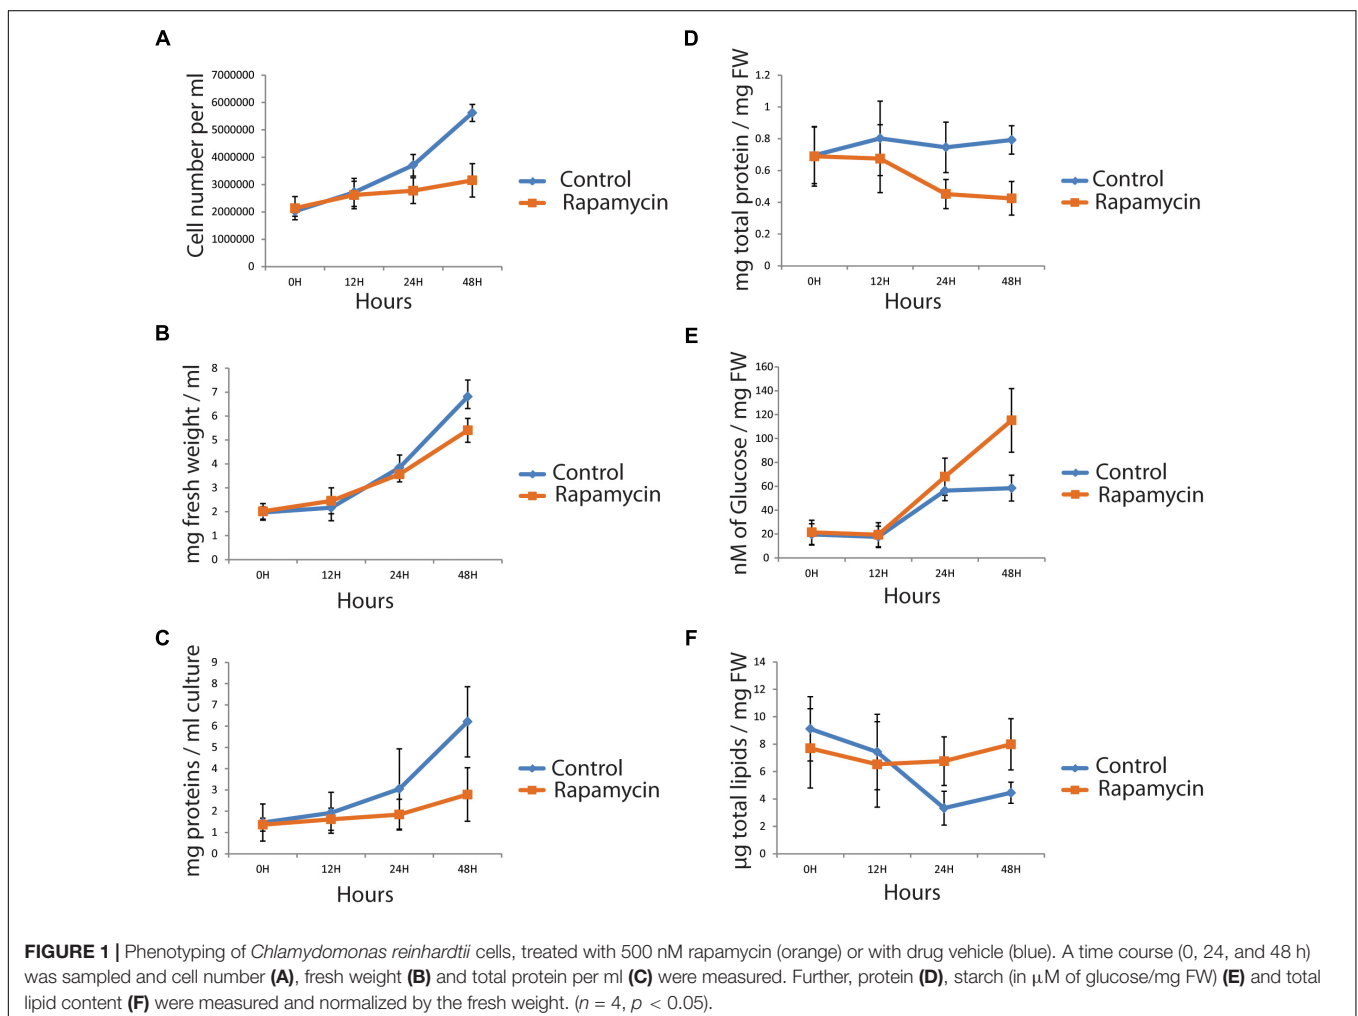 A
Cell number per ml
7000000
6000000
5000000
4000000
3000000
2000000
1000000
0
0H 12H 24H 48H
Hours
Control
Rapamycin
D
mg total protein / mg FW
1.2
1
0.8
0.6
0.4
0.2
0
0H 12H 24H 48H
Hours
Control
Rapamycin
B
mg fresh weight / ml
8
7
6
5
4
3
2
1
0
0H 12H 24H 48H
Hours
Control
Rapamycin
E
nM of Glucose / mg FW
160
140
120
100
80
60
40
20
0
0H 12H 24H 48H
Hours
Control
Rapamycin
C
mg proteins / ml culture
9
8
7
6
5
4
3
2
1
0
0H 12H 24H 48H
Hours
Control
Rapamycin
F
µg total lipids / mg FW
14
12
10
8
6
4
2
0
0H 12H 24H 48H
Hours
Control
Rapamycin
FIGURE 1 | Phenotyping of Chlamydomonas reinhardtii cells, treated with 500 nM rapamycin (orange) or with drug vehicle (blue). A time course (0, 24, and 48 h)
was sampled and cell number (A), fresh weight (B) and total protein per ml (C) were measured. Further, protein (D), starch (in µM of glucose/mg FW) (E) and total
lipid content (F) were measured and normalized by the fresh weight. (n = 4, p < 0.05).